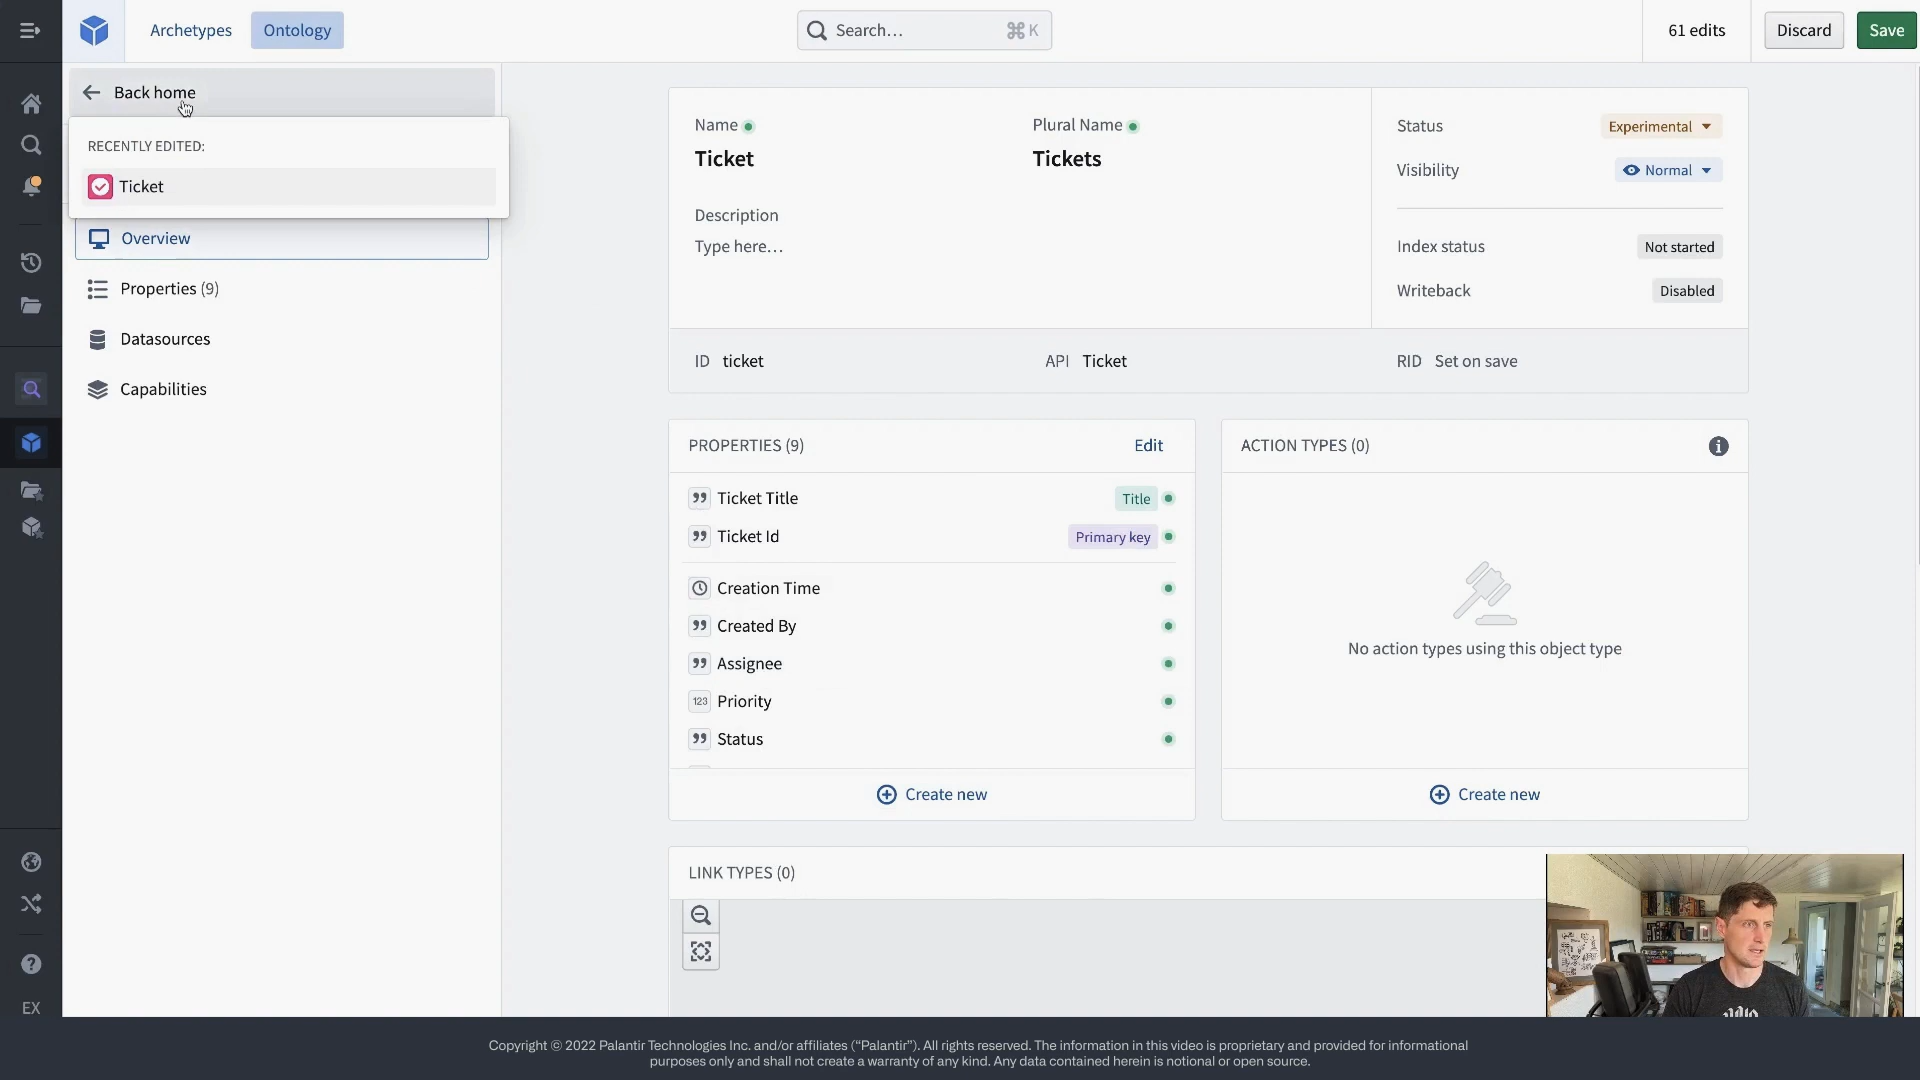 Archetypes
Ontology
Search…
⌘K
61 edits
Discard
Save
Back home
RECENTLY EDITED:
Ticket
Overview
Properties (9)
Datasources
Capabilities
Name
Ticket
Plural Name
Tickets
Description
Type here…
Status
Experimental
Visibility
Normal
Index status
Not started
Writeback
Disabled
ID ticket
API Ticket
RID Set on save
PROPERTIES (9)
Edit
Ticket Title
Title
Ticket Id
Primary key
Creation Time
Created By
Assignee
123 Priority
Status
Create new
ACTION TYPES (0)
No action types using this object type
Create new
LINK TYPES (0)
EX
Copyright © 2022 Palantir Technologies Inc. and/or affiliates (“Palantir”). All rights reserved. The information in this video is proprietary and provided for informational
purposes only and shall not create a warranty of any kind. Any data contained herein is notional or open source.